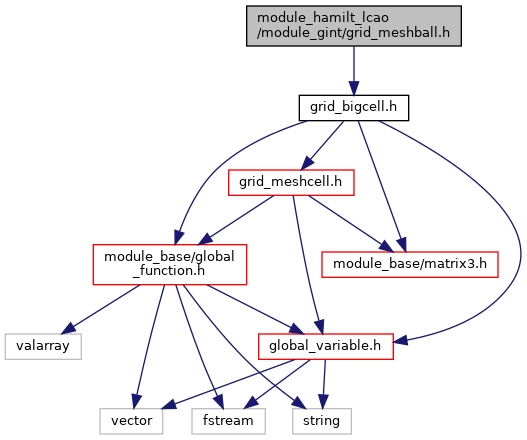 module_hamilt_lcao
/module_gint/grid_meshball.h
grid_bigcell.h
grid_meshcell.h
module_base/global
_function.h
module_base/matrix3.h
valarray
global_variable.h
vector
fstream
string